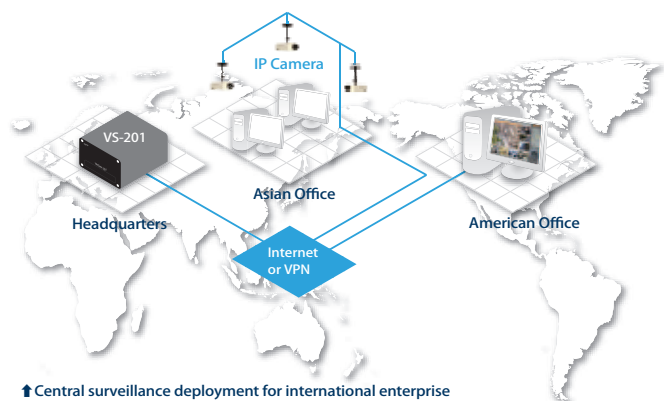 IP Camera
VS-201
Asian Office
Headquarters
American Office
Internet
or VPN
⬆ Central surveillance deployment for international enterprise